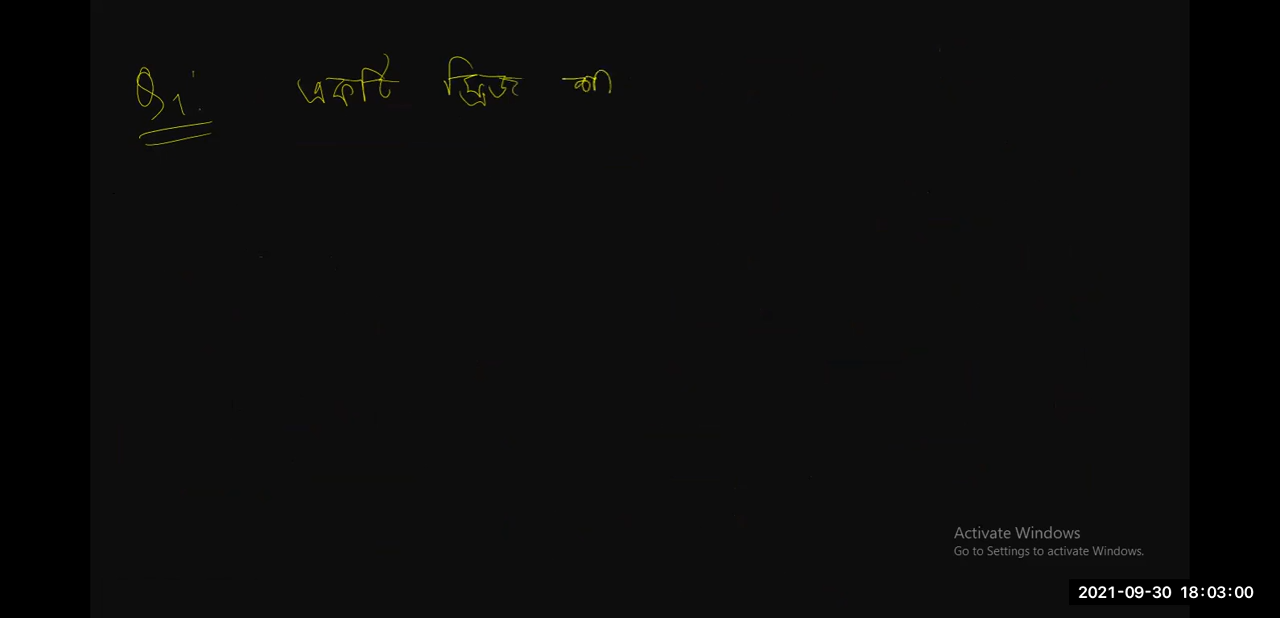 Q1: একটি ফ্রিজ কা
Activate Windows
Go to Settings to activate Windows.
2021-09-30 18:03:00